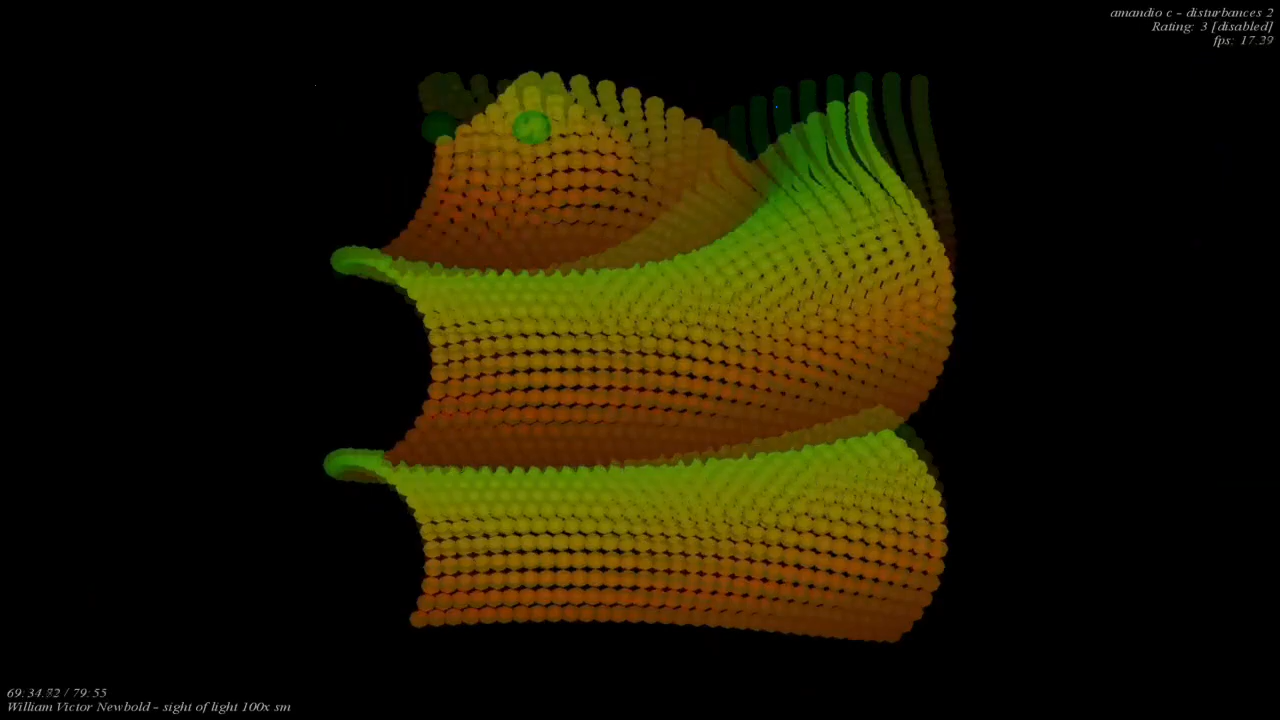 amandio c - disturbances 2
Rating: 3 [disabled]
fps: 17.29
69:34.82 / 79:55
William Victor Newbold - sight of light 100x sm